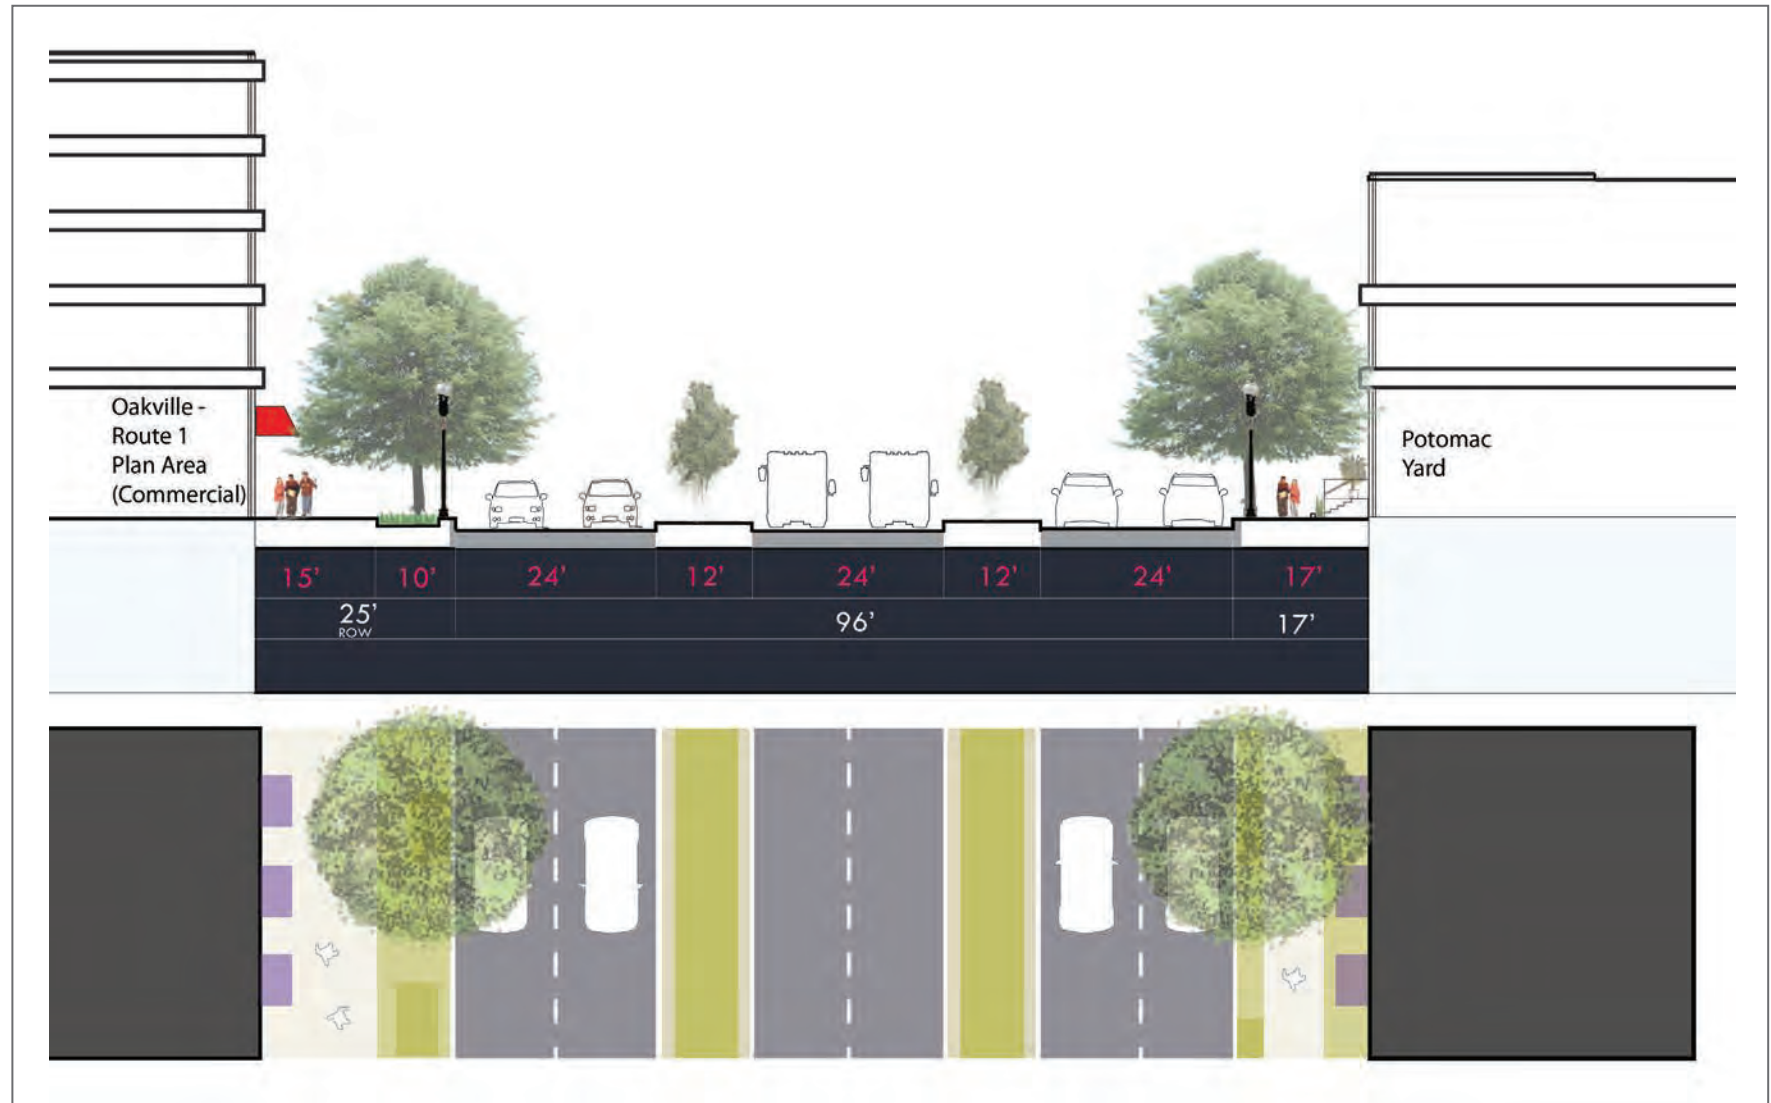 Oakville -
Route 1
Plan Area
(Commercial)
Potomac
Yard
15' 10' 24' 12' 24' 12' 24' 17'
25' 96' 17'
ROW